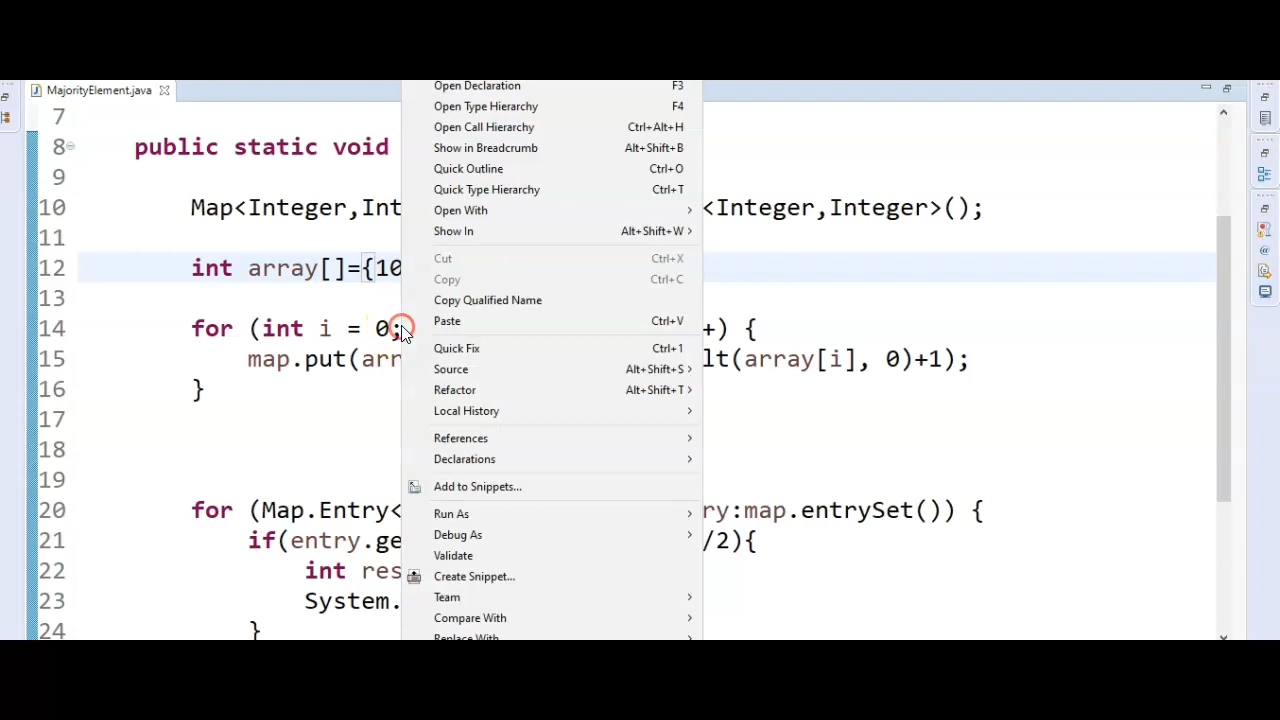 MajorityElement.java
7
8 public static void
9
10 Map<Integer,Int <Integer,Integer>();
11
12 int array[]={10
13
14 for (int i = 0; +) {
15 map.put(arr lt(array[i], 0)+1);
16 }
17
18
19
20 for (Map.Entry< ry:map.entrySet()) {
21 if(entry.ge /2){
22 int res
23 System.
24 }
Open Declaration F3
Open Type Hierarchy F4
Open Call Hierarchy Ctrl+Alt+H
Show in Breadcrumb Alt+Shift+B
Quick Outline Ctrl+O
Quick Type Hierarchy Ctrl+T
Open With
Show In Alt+Shift+W
Cut Ctrl+X
Copy Ctrl+C
Copy Qualified Name
Paste Ctrl+V
Quick Fix Ctrl+1
Source Alt+Shift+S
Refactor Alt+Shift+T
Local History
References
Declarations
Add to Snippets...
Run As
Debug As
Validate
Create Snippet...
Team
Compare With
Replace With